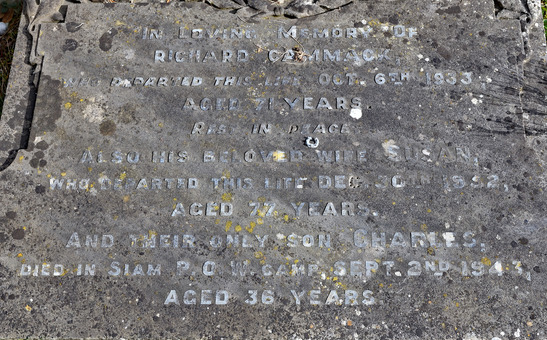 In Loving Memory Of
Richard Cammack,
who departed this life Oct. 6th 1933,
Aged 71 Years.
Rest in peace
Also his beloved wife Susan,
who departed this life Dec. 30th
Aged 77 Years.
And their only son Charles,
died in Siam P.O.W. camp, Sept. 2nd 1943,
Aged 36 Years